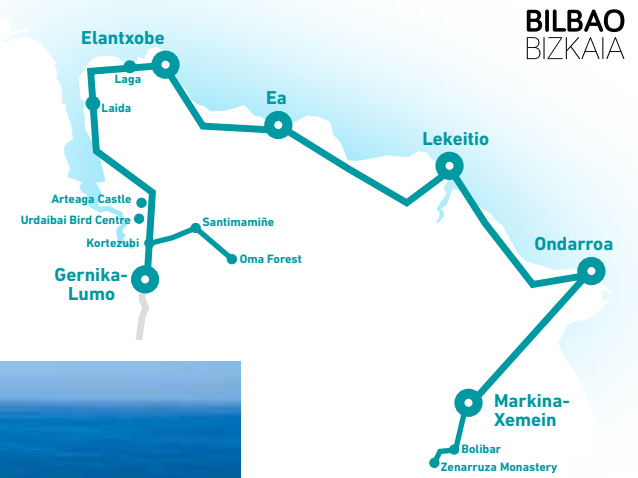 BILBAO
BIZKAIA
Elantxobe
Laga
Laida
Ea
Lekeitio
Arteaga Castle
Urdaibai Bird Centre
Santimamiñe
Kortezubi
Oma Forest
Ondarroa
Gernika-
Lumo
Markina-
Xemein
Bolibar
Zenarruza Monastery